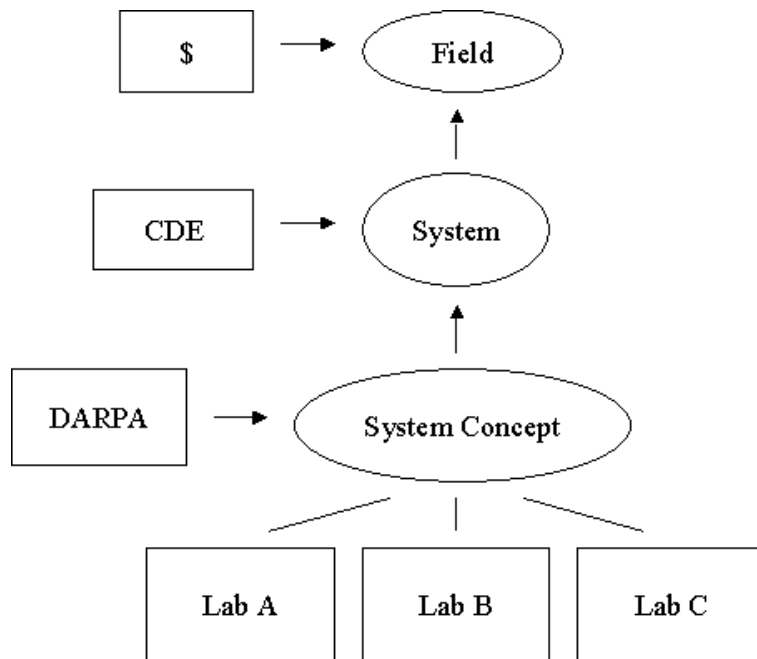 $
Field
CDE
System
DARPA
System Concept
Lab A
Lab B
Lab C